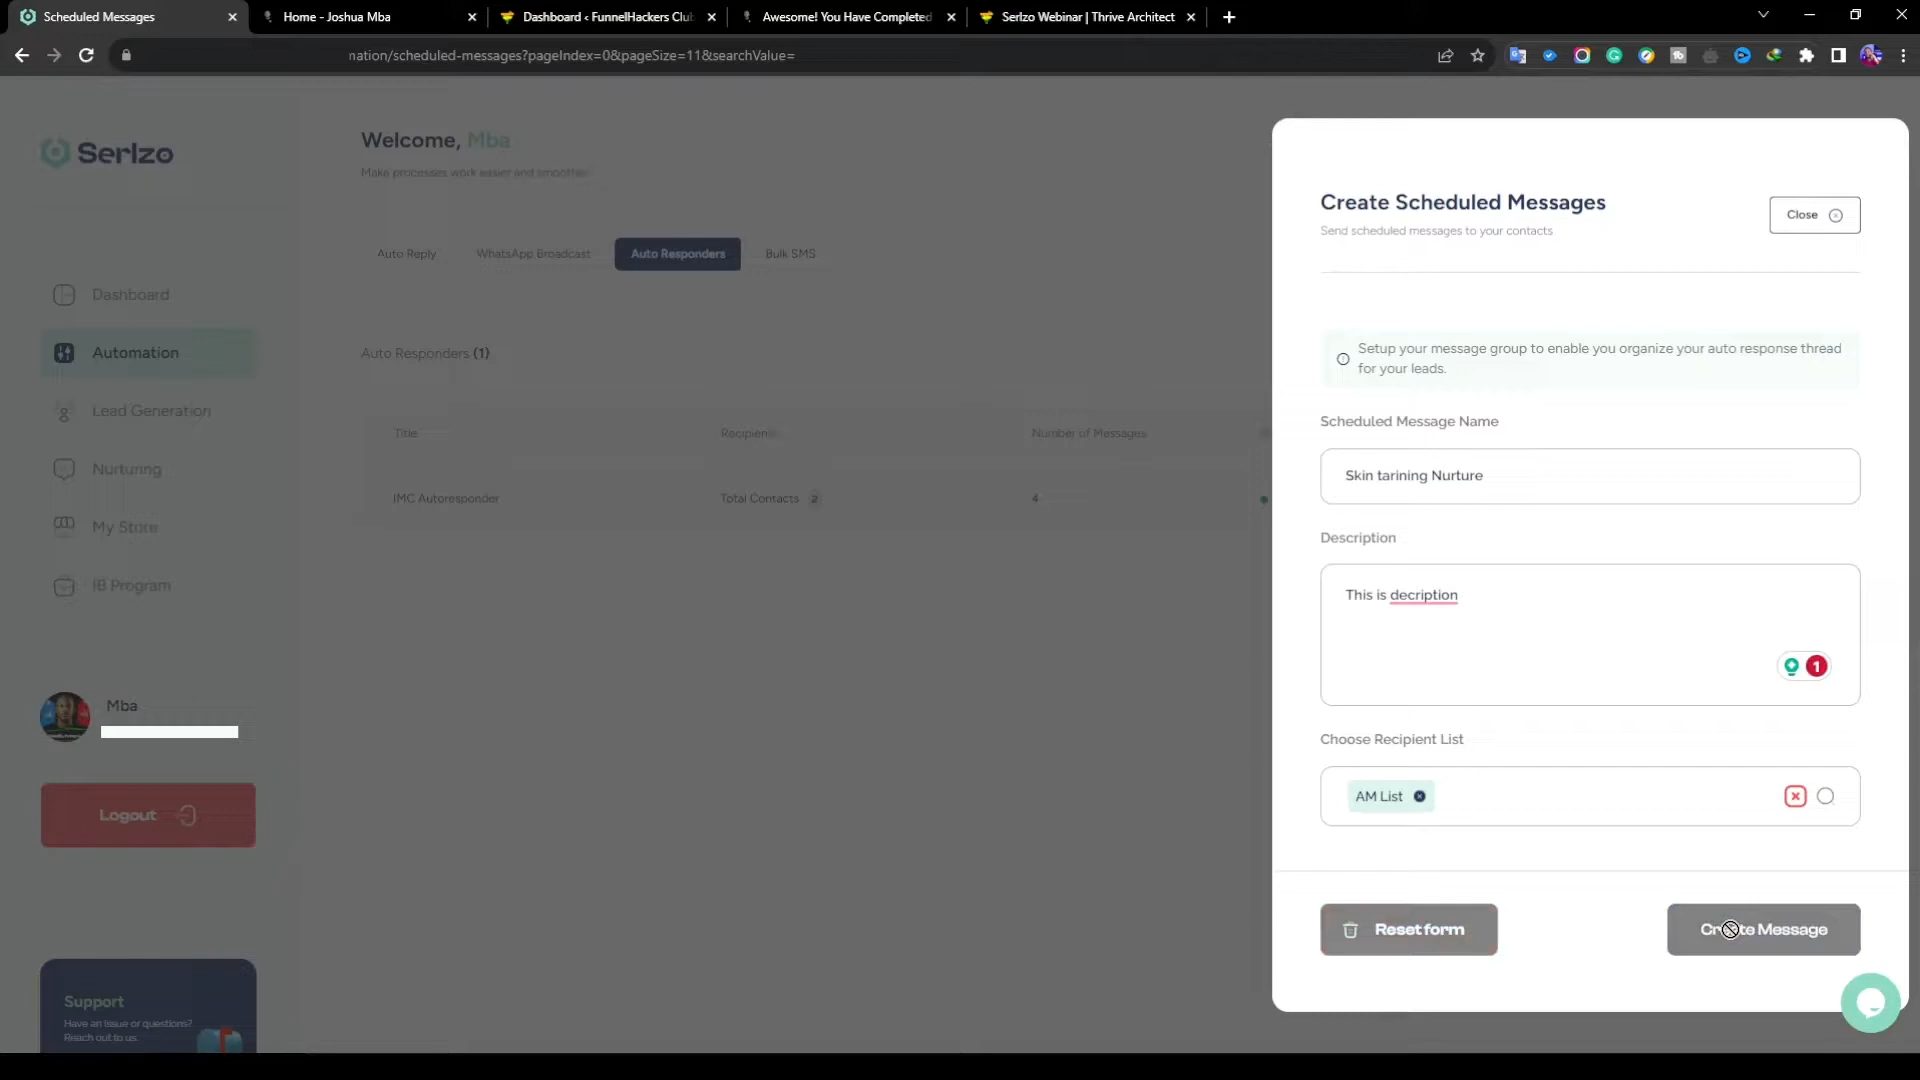 Scheduled Messages
Home - Joshua Mba
Dashboard ‹ FunnelHackers Clu
Awesome! You Have Completed
Serlzo Webinar | Thrive Architect
nation/scheduled-messages?pageIndex=0&pageSize=11&searchValue=
Serlzo
Dashboard
Automation
Lead Generation
Nurturing
My Store
IB Program
Mba
Logout
Support
Have an issue or questions?
Reach out to us.
Welcome, Mba
Make processes work easier and smoother
Auto Reply
WhatsApp Broadcast
Auto Responders
Bulk SMS
Auto Responders (1)
Title
Recipients
Number of Messages
IMC Autoresponder
Total Contacts 2
4
Create Scheduled Messages
Send scheduled messages to your contacts
Close
Setup your message group to enable you organize your auto response thread
for your leads.
Scheduled Message Name
Skin tarining Nurture
Description
This is decription
1
Choose Recipient List
AM List
Reset form
Create Message